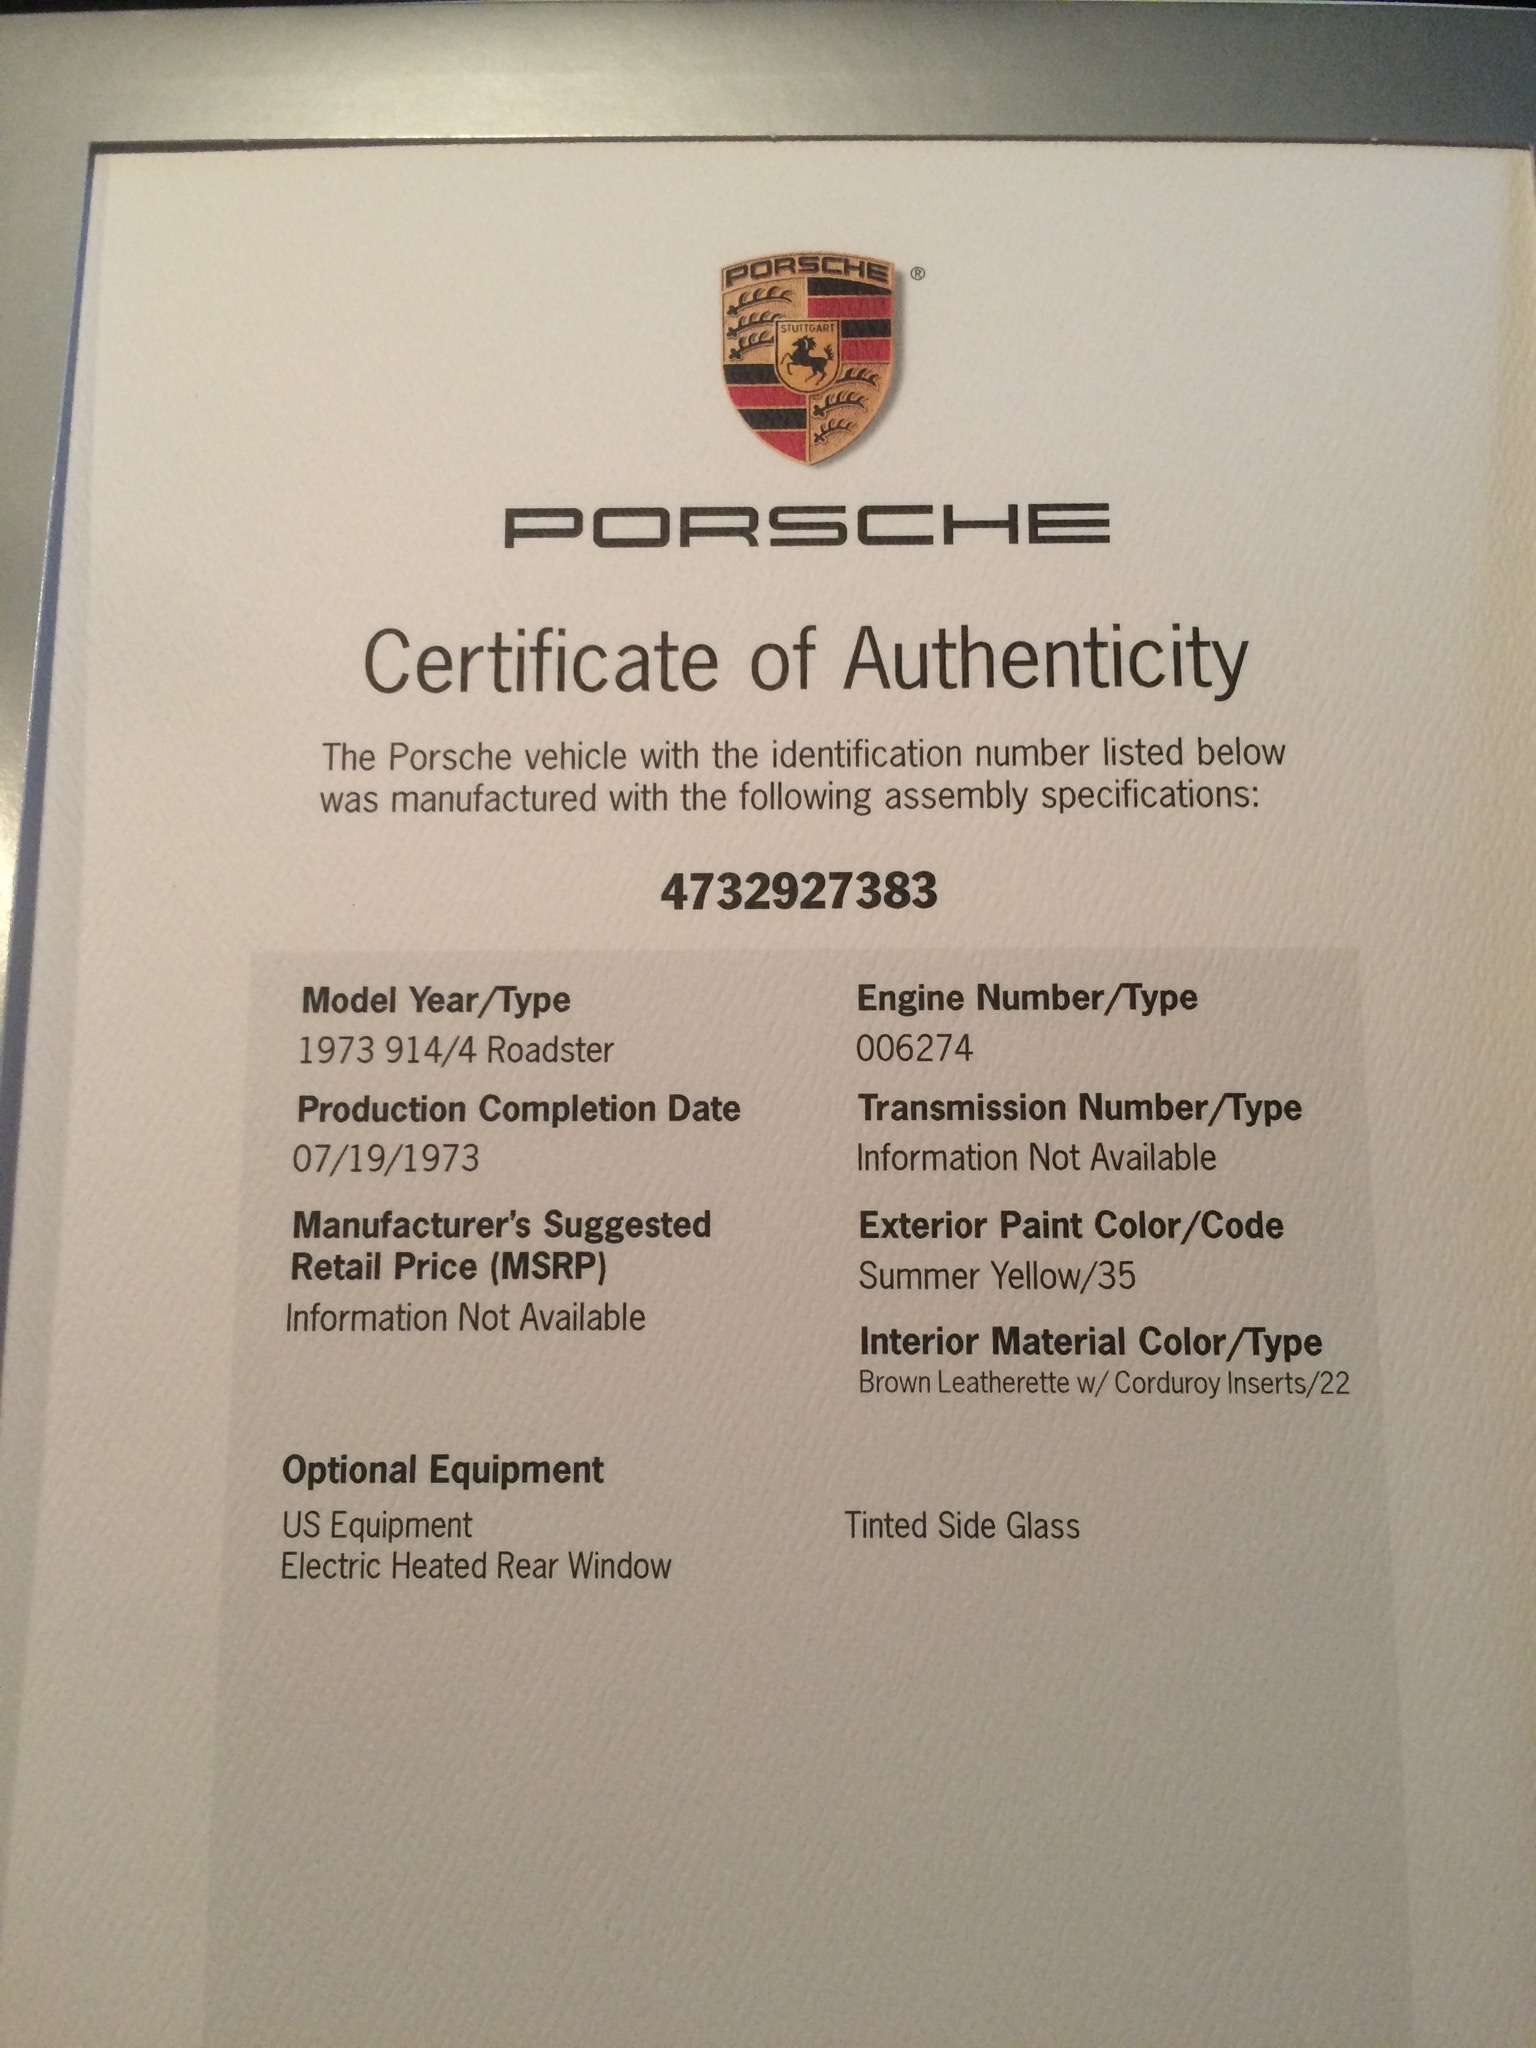 PORSCHE ®
STUTTGART
PORSCHE
Certificate of Authenticity
The Porsche vehicle with the identification number listed below
was manufactured with the following assembly specifications:
4732927383
Model Year/Type
1973 914/4 Roadster
Production Completion Date
07/19/1973
Manufacturer's Suggested
Retail Price (MSRP)
Information Not Available
Engine Number/Type
006274
Transmission Number/Type
Information Not Available
Exterior Paint Color/Code
Summer Yellow/35
Interior Material Color/Type
Brown Leatherette w/ Corduroy Inserts/22
Optional Equipment
US Equipment
Electric Heated Rear Window
Tinted Side Glass